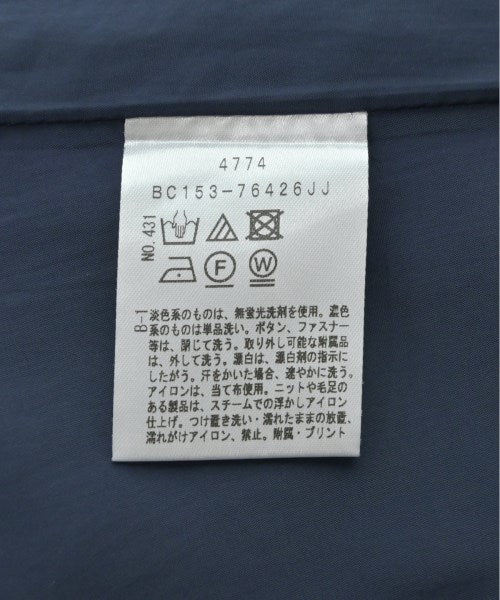 4774
BC153-76426JJ
NO.431
F
W
B-1
淡色系のものは、無蛍光洗剤を使用。濃色
系のものは単品洗い。ボタン、ファスナー
等は、閉じて洗う。取り外し可能な附属品
は、外して洗う。漂白は、漂白剤の指示に
したがう。汗をかいた場合、速やかに洗う。
アイロンは、当て布使用。ニットや毛足の
ある製品は、スチームでの浮かしアイロン
仕上げ。つけ置き洗い・濡れたままの放置、
濡れがけアイロン、禁止。附属・プリント